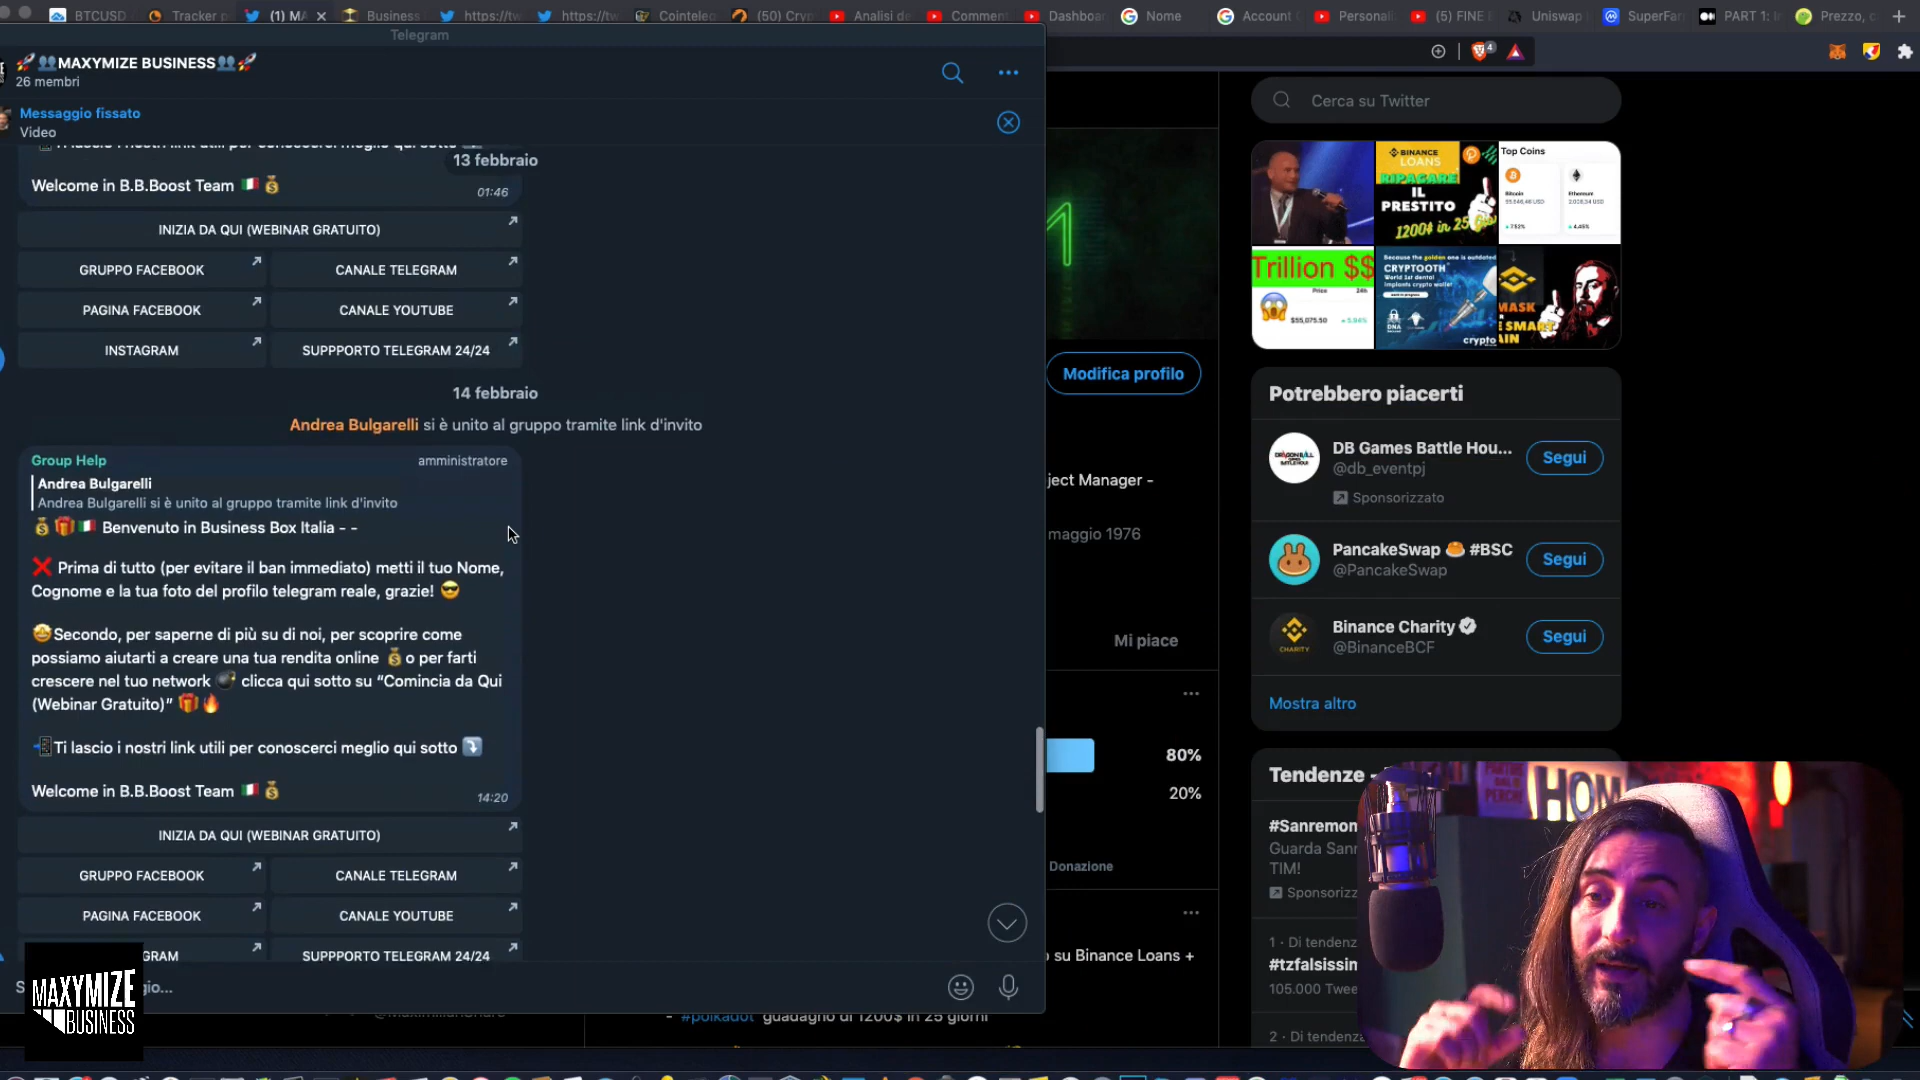 BTCUSD
Tracker p
(1) MA
Business
https://tw
https://tw
Cointele
(50) Cryp
Analisi de
Comment
Dashboa
Nome
Account
Personali
(5) FINE E
Uniswap
SuperFar
PART 1: I
Prezzo, c
Telegram
🚀👥MAXYMIZE BUSINESS👥🚀
26 membri
4
Messaggio fissato
Video
Cerca su Twitter
13 febbraio
Welcome in B.B.Boost Team 🇮🇹💰
01:46
INIZIA DA QUI (WEBINAR GRATUITO)
GRUPPO FACEBOOK
CANALE TELEGRAM
PAGINA FACEBOOK
CANALE YOUTUBE
INSTAGRAM
SUPPPORTO TELEGRAM 24/24
14 febbraio
Andrea Bulgarelli si è unito al gruppo tramite link d'invito
Group Help
amministratore
Andrea Bulgarelli
Andrea Bulgarelli si è unito al gruppo tramite link d'invito
💰🎁🇮🇹 Benvenuto in Business Box Italia - -
❌ Prima di tutto (per evitare il ban immediato) metti il tuo Nome,
Cognome e la tua foto del profilo telegram reale, grazie! 😎
🤩Secondo, per saperne di più su di noi, per scoprire come
possiamo aiutarti a creare una tua rendita online 💰o per farti
crescere nel tuo network 💣 clicca qui sotto su “Comincia da Qui
(Webinar Gratuito)” 🎁🔥
📲Ti lascio i nostri link utili per conoscerci meglio qui sotto ⤵️
Welcome in B.B.Boost Team 🇮🇹💰
14:20
INIZIA DA QUI (WEBINAR GRATUITO)
GRUPPO FACEBOOK
CANALE TELEGRAM
PAGINA FACEBOOK
CANALE YOUTUBE
GRAM
SUPPPORTO TELEGRAM 24/24
gio...
MAXYMIZE
BUSINESS
Modifica profilo
ject Manager -
maggio 1976
Mi piace
80%
20%
Donazione
su Binance Loans +
#polkadot guadagno di 1200$ in 25 giorni
BINANCE
LOANS
RIPAGARE
IL
PRESTITO
1200$ in 25
Top Coins
Bitcoin
Ethereum
Trillion $$
Price
24h
$55,075.50
Because the golden one is outdated
CRYPTOOTH
World 1st dental
implants crypto wallet
DNA
crypto
MASK
SMART
Potrebbero piacerti
DB Games Battle Hou...
@db_eventpj
Sponsorizzato
Segui
PancakeSwap 🥞 #BSC
@PancakeSwap
Segui
Binance Charity
@BinanceBCF
CHARITY
Segui
Mostra altro
Tendenze
#Sanremo
Guarda San
TIM!
Sponsorizz
1 · Di tendenz
#tzfalsissin
105.000 Twee
2 · Di tendenz
HOM
PERCHÈ